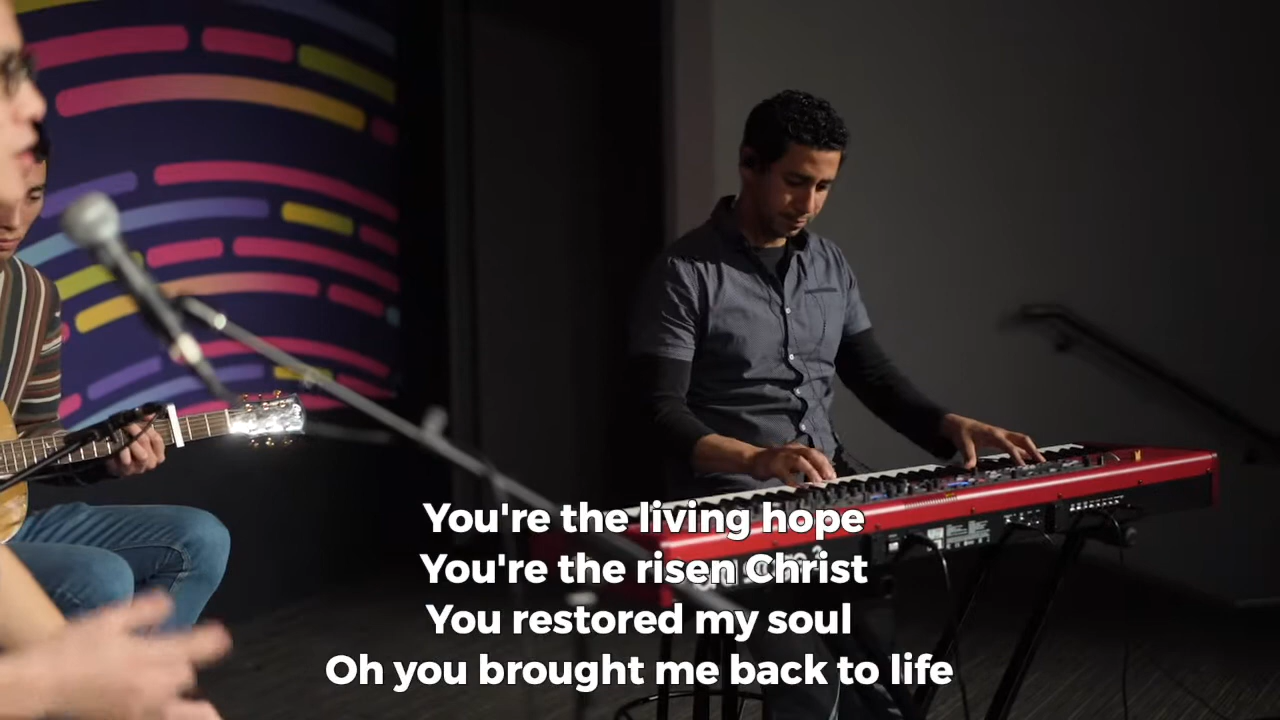 You're the living hope
You're the risen Christ
You restored my soul
Oh you brought me back to life